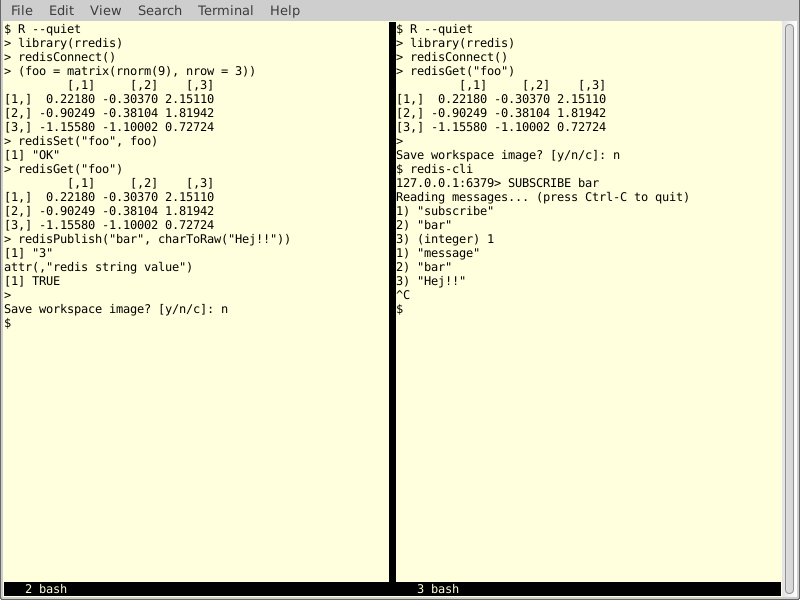 File Edit View Search Terminal Help
$ R --quiet
> library(rredis)
> redisConnect()
> (foo = matrix(rnorm(9), nrow = 3))
         [,1]     [,2]    [,3]
[1,]  0.22180 -0.30370 2.15110
[2,] -0.90249 -0.38104 1.81942
[3,] -1.15580 -1.10002 0.72724
> redisSet("foo", foo)
[1] "OK"
> redisGet("foo")
         [,1]     [,2]    [,3]
[1,]  0.22180 -0.30370 2.15110
[2,] -0.90249 -0.38104 1.81942
[3,] -1.15580 -1.10002 0.72724
> redisPublish("bar", charToRaw("Hej!!"))
[1] "3"
attr(,"redis string value")
[1] TRUE
>
Save workspace image? [y/n/c]: n
$
2 bash
$ R --quiet
> library(rredis)
> redisConnect()
> redisGet("foo")
         [,1]     [,2]    [,3]
[1,]  0.22180 -0.30370 2.15110
[2,] -0.90249 -0.38104 1.81942
[3,] -1.15580 -1.10002 0.72724
>
Save workspace image? [y/n/c]: n
$ redis-cli
127.0.0.1:6379> SUBSCRIBE bar
Reading messages... (press Ctrl-C to quit)
1) "subscribe"
2) "bar"
3) (integer) 1
1) "message"
2) "bar"
3) "Hej!!"
^C
$
3 bash